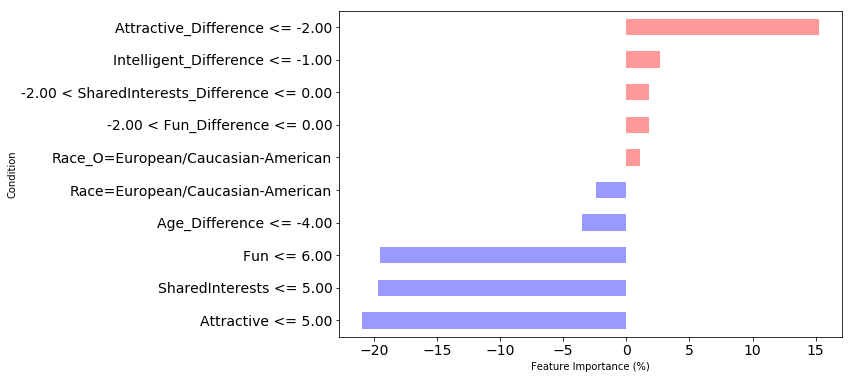 Attractive_Difference <= -2.00
Intelligent_Difference <= -1.00
-2.00 < SharedInterests_Difference <= 0.00
-2.00 < Fun_Difference <= 0.00
Race_O=European/Caucasian-American
Race=European/Caucasian-American
Age_Difference <= -4.00
Fun <= 6.00
SharedInterests <= 5.00
Attractive <= 5.00
Condition
−20 −15 −10 −5 0 5 10 15
Feature Importance (%)